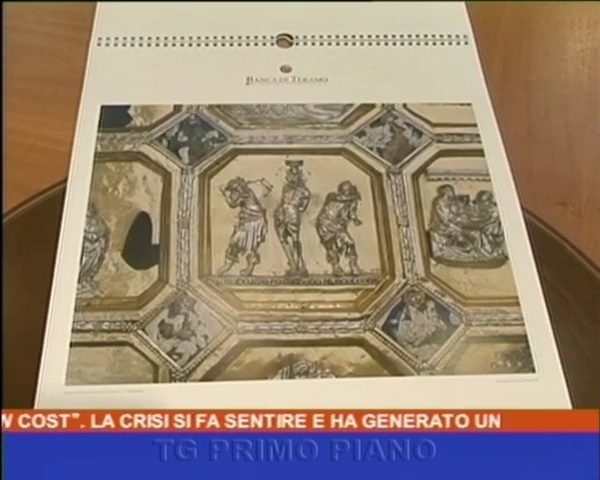 BANCA DI TERAMO
W COST”. LA CRISI SI FA SENTIRE E HA GENERATO UN
TG PRIMO PIANO